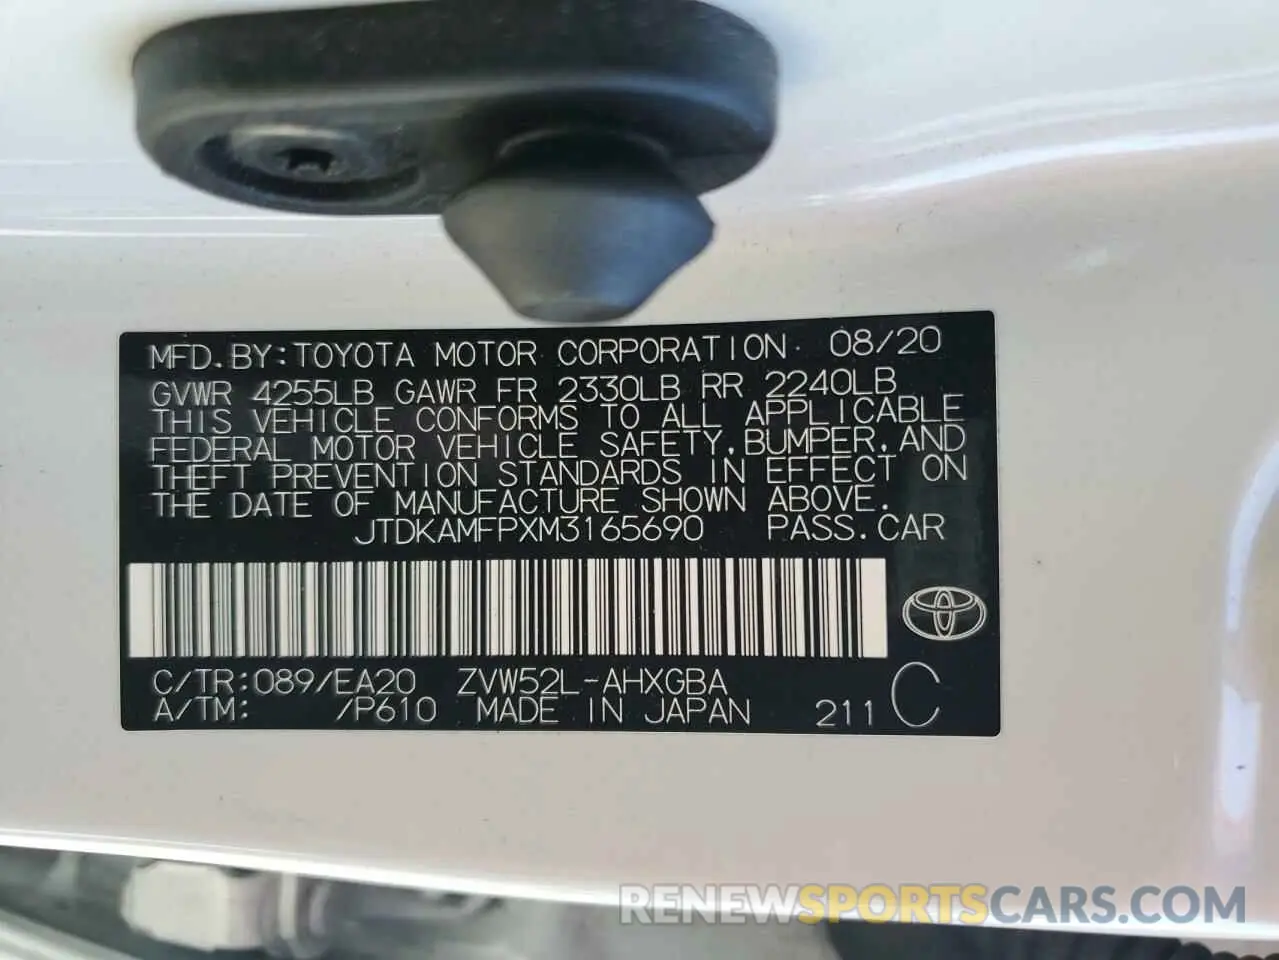 MFD.BY:TOYOTA MOTOR CORPORATION 08/20
GVWR 4255LB GAWR FR 2330LB RR 2240LB
THIS VEHICLE CONFORMS TO ALL APPLICABLE
FEDERAL MOTOR VEHICLE SAFETY,BUMPER,AND
THEFT PREVENTION STANDARDS IN EFFECT ON
THE DATE OF MANUFACTURE SHOWN ABOVE.
JTDKAMFPXM3165690 PASS.CAR
C/TR:089/EA20 ZVW52L-AHXGBA
A/TM: /P610 MADE IN JAPAN 211 C
RENEWSPORTSCARS.COM